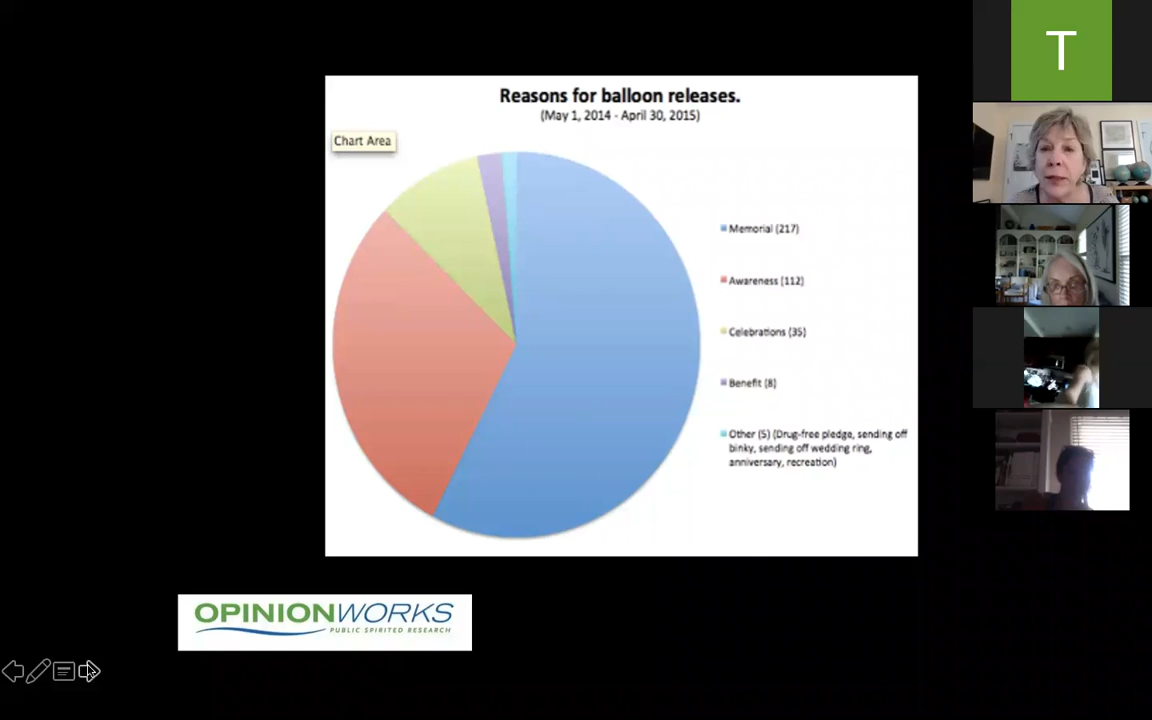 Reasons for balloon releases.
(May 1, 2014 - April 30, 2015)
Chart Area
Memorial (217)
Awareness (112)
Celebrations (35)
Benefit (8)
Other (5) (Drug-free pledge, sending off
binky, sending off wedding ring,
anniversary, recreation)
OPINIONWORKS
PUBLIC SPIRITED RESEARCH
T